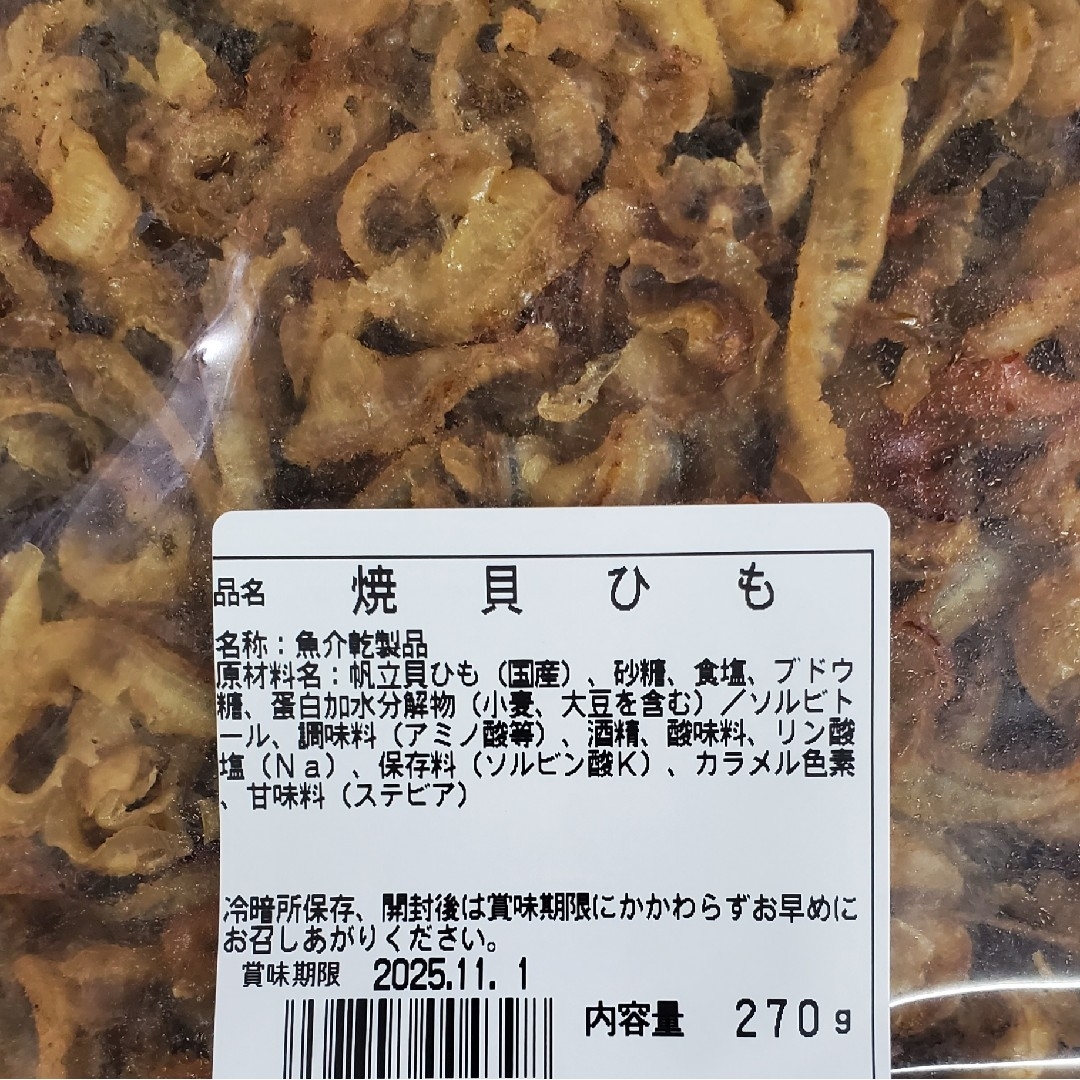 品名 焼貝ひも
名称：魚介乾製品
原材料名：帆立貝ひも（国産）、砂糖、食塩、ブドウ
糖、蛋白加水分解物（小麦、大豆を含む）／ソルビト
ール、調味料（アミノ酸等）、酒精、酸味料、リン酸
塩（Ｎａ）、保存料（ソルビン酸Ｋ）、カラメル色素
、甘味料（ステビア）
冷暗所保存、開封後は賞味期限にかかわらずお早めに
お召しあがりください。
賞味期限 2025.11. 1
内容量 270g